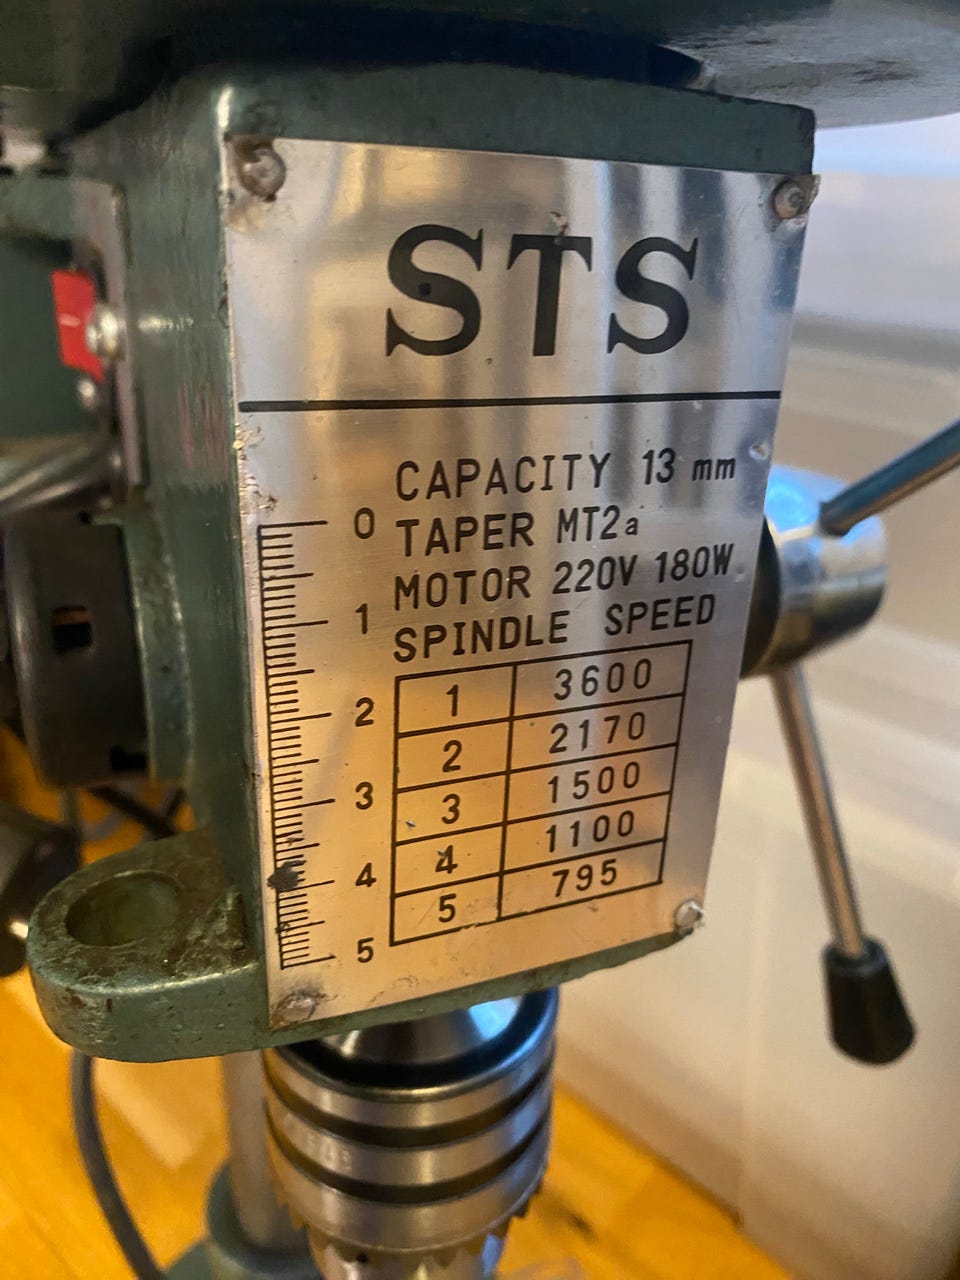 STS
CAPACITY 13 mm
TAPER MT2a
MOTOR 220V 180W
SPINDLE SPEED
1 3600
2 2170
3 1500
4 1100
5 795
0
1
2
3
4
5